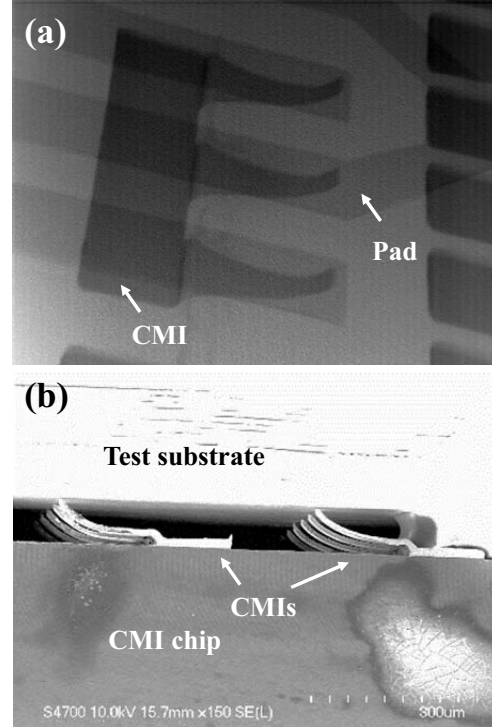 (a)
Pad
CMI
(b)
Test substrate
CMIs
CMI chip
S4700 10.0kV 15.7mm ×150 SE(L)
300um